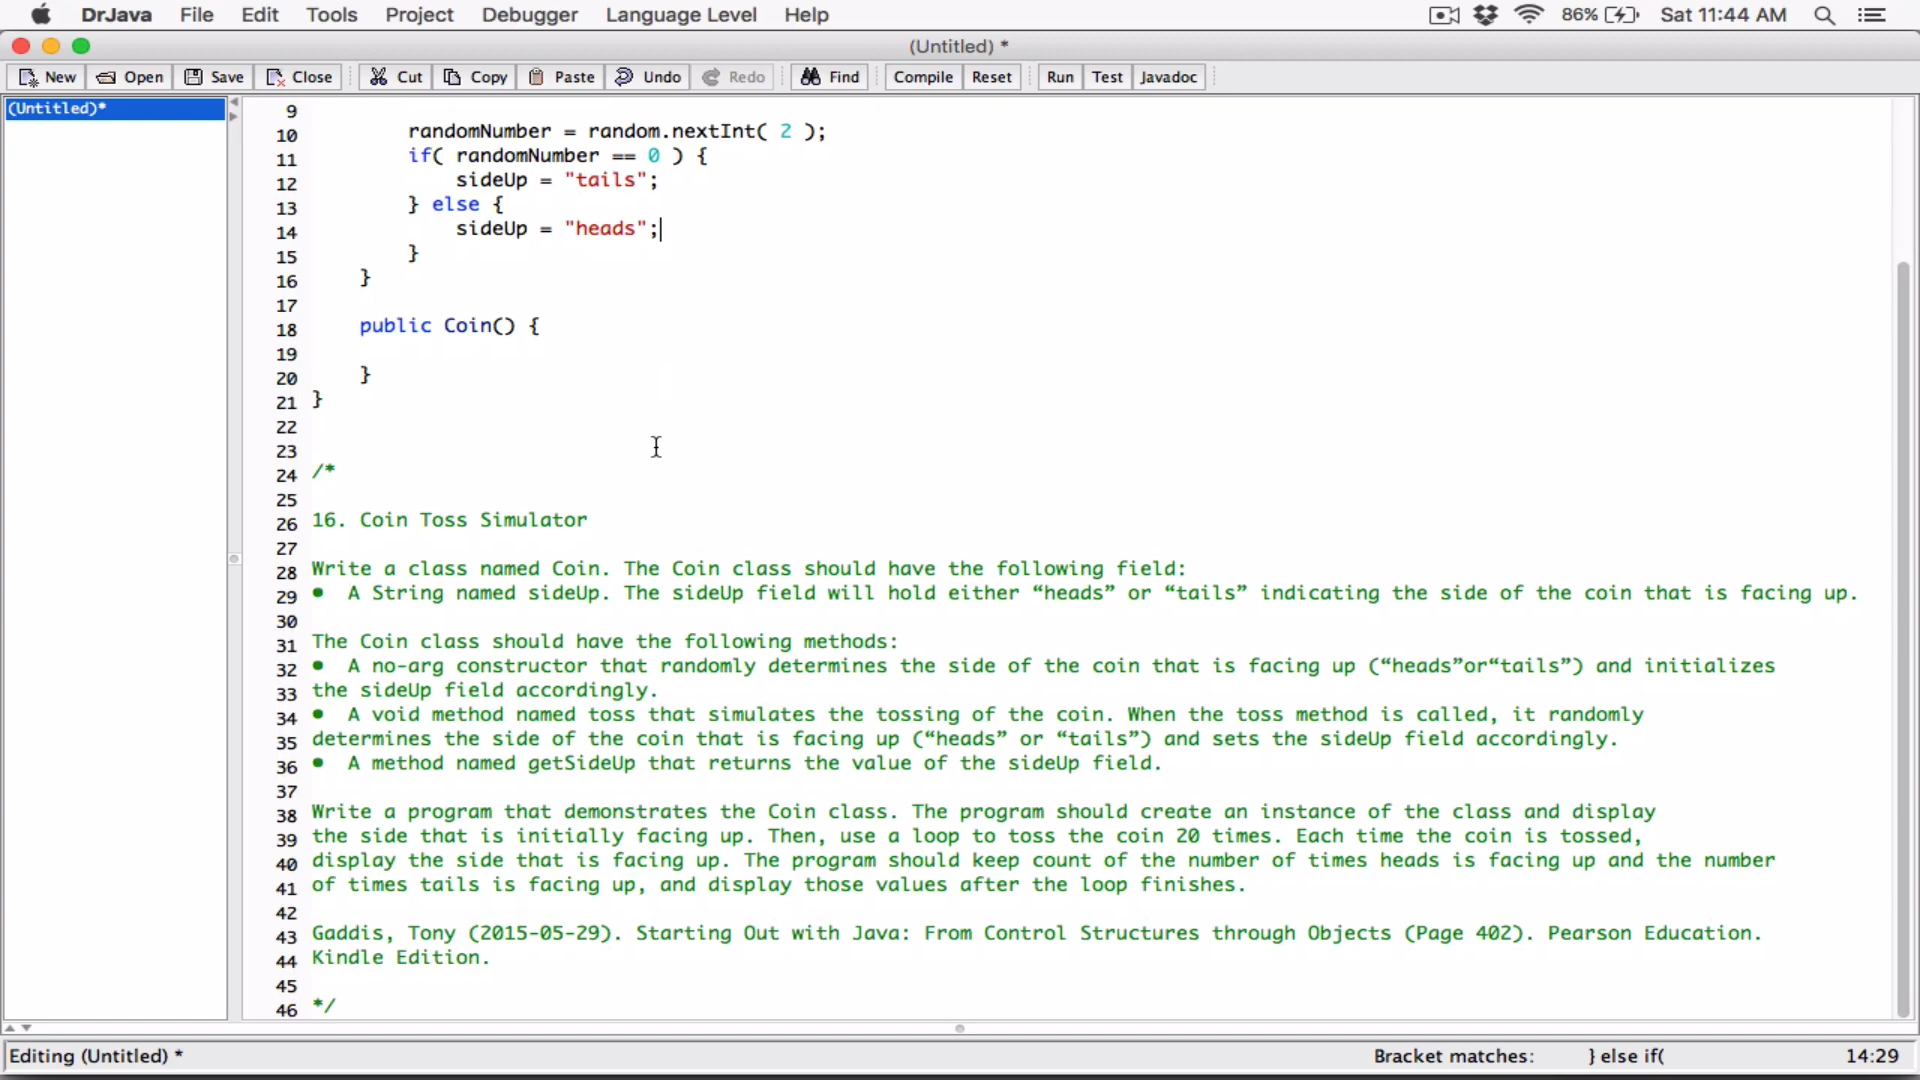 DrJava File Edit Tools Project Debugger Language Level Help 86% Sat 11:44 AM
(Untitled) *
New Open Save Close Cut Copy Paste Undo Redo Find Compile Reset Run Test Javadoc
(Untitled)*
9
10 randomNumber = random.nextInt( 2 );
11 if( randomNumber == 0 ) {
12 sideUp = "tails";
13 } else {
14 sideUp = "heads";
15 }
16 }
17
18 public Coin() {
19
20 }
21 }
22
23
24 /*
25
26 16. Coin Toss Simulator
27
28 Write a class named Coin. The Coin class should have the following field:
29 • A String named sideUp. The sideUp field will hold either “heads” or “tails” indicating the side of the coin that is facing up.
30
31 The Coin class should have the following methods:
32 • A no-arg constructor that randomly determines the side of the coin that is facing up (“heads”or“tails”) and initializes
33 the sideUp field accordingly.
34 • A void method named toss that simulates the tossing of the coin. When the toss method is called, it randomly
35 determines the side of the coin that is facing up (“heads” or “tails”) and sets the sideUp field accordingly.
36 • A method named getSideUp that returns the value of the sideUp field.
37
38 Write a program that demonstrates the Coin class. The program should create an instance of the class and display
39 the side that is initially facing up. Then, use a loop to toss the coin 20 times. Each time the coin is tossed,
40 display the side that is facing up. The program should keep count of the number of times heads is facing up and the number
41 of times tails is facing up, and display those values after the loop finishes.
42
43 Gaddis, Tony (2015-05-29). Starting Out with Java: From Control Structures through Objects (Page 402). Pearson Education.
44 Kindle Edition.
45
46 */
Editing (Untitled) * Bracket matches: } else if( 14:29